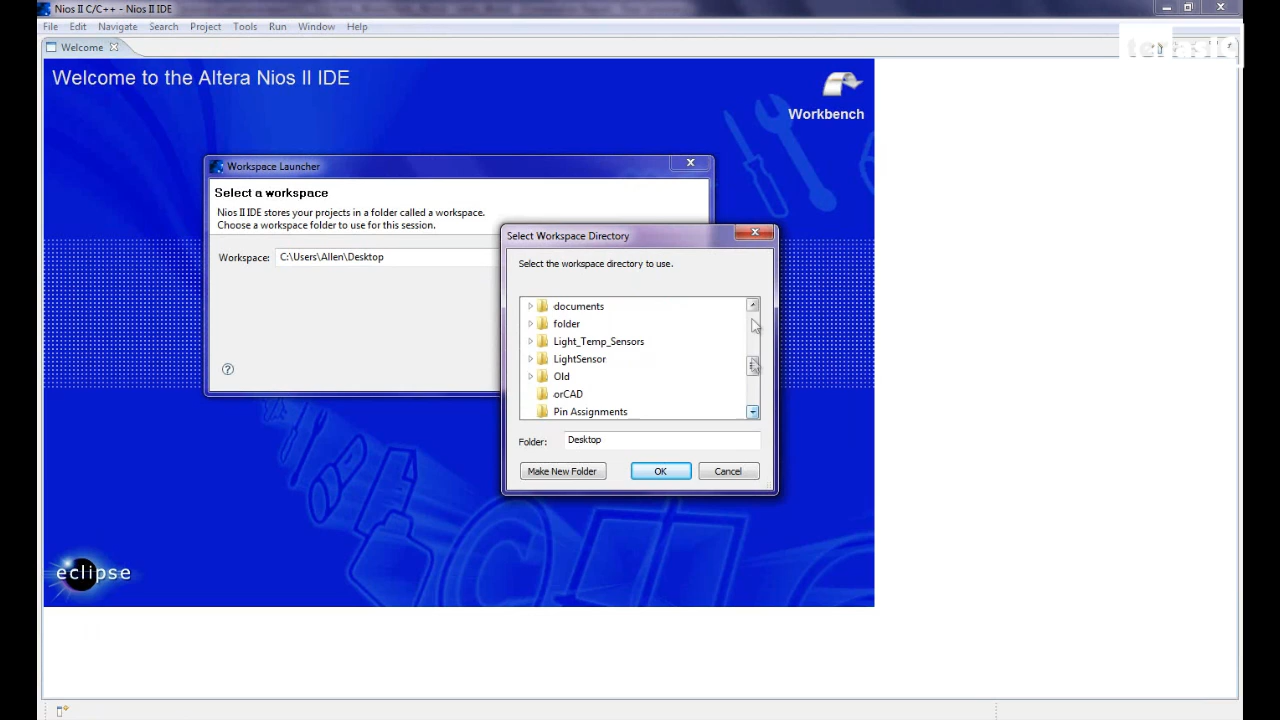 Nios II C/C++ - Nios II IDE
File Edit Navigate Search Project Tools Run Window Help
Welcome
terasic
Welcome to the Altera Nios II IDE
Workbench
Workspace Launcher
Select a workspace
Nios II IDE stores your projects in a folder called a workspace.
Choose a workspace folder to use for this session.
Workspace: C:\Users\Allen\Desktop
Select Workspace Directory
Select the workspace directory to use.
documents
folder
Light_Temp_Sensors
LightSensor
Old
orCAD
Pin Assignments
Folder: Desktop
Make New Folder OK Cancel
eclipse